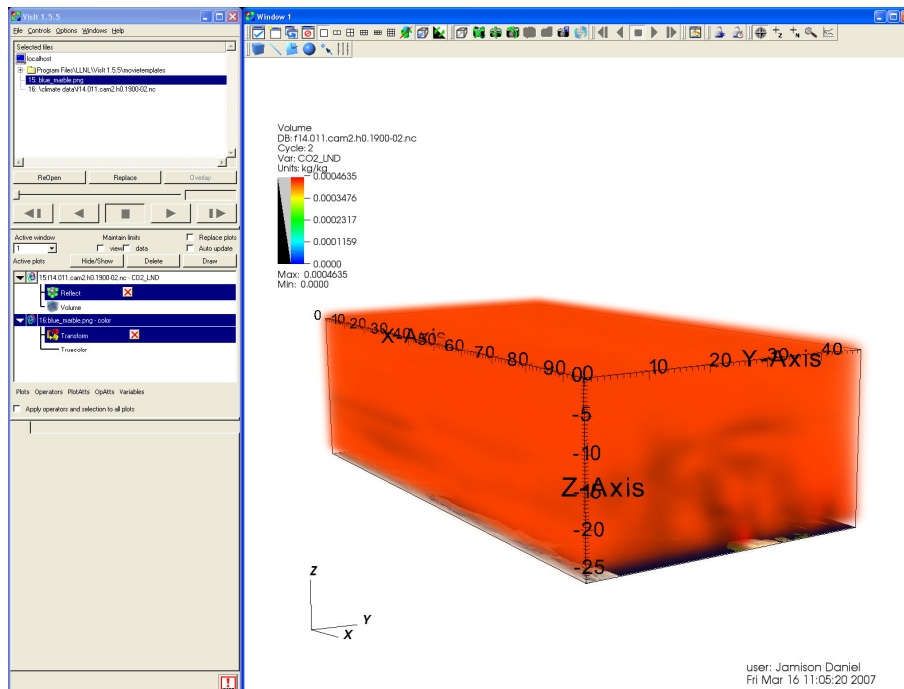 VisIt 1.5.5
File Controls Options Windows Help
Selected files
localhost
Program Files\LLNL\VisIt 1.5.5\movietemplates
15: blue_marble.png
16: \climate data\f14.011.cam2.h0.1900-02.nc
ReOpen Replace Overlay
Active window Maintain limits Replace plots
1 view data Auto update
Active plots Hide/Show Delete Draw
15:f14.011.cam2.h0.1900-02.nc - CO2_LND
Reflect
Volume
16:blue_marble.png - color
Transform
Truecolor
Plots Operators PlotAtts OpAtts Variables
Apply operators and selection to all plots
Window 1
Volume
DB: f14.011.cam2.h0.1900-02.nc
Cycle: 2
Var: CO2_LND
Units: kg/kg
0.0004635
0.0003476
0.0002317
0.0001159
0.0000
Max: 0.0004635
Min: 0.0000
0 10 20 30 40 50 60 70 80 90
X-Axis
0 10 20 30 40
Y-Axis
0
-5
-10
-15
-20
-25
Z-Axis
Z
Y
X
user: Jamison Daniel
Fri Mar 16 11:05:20 2007